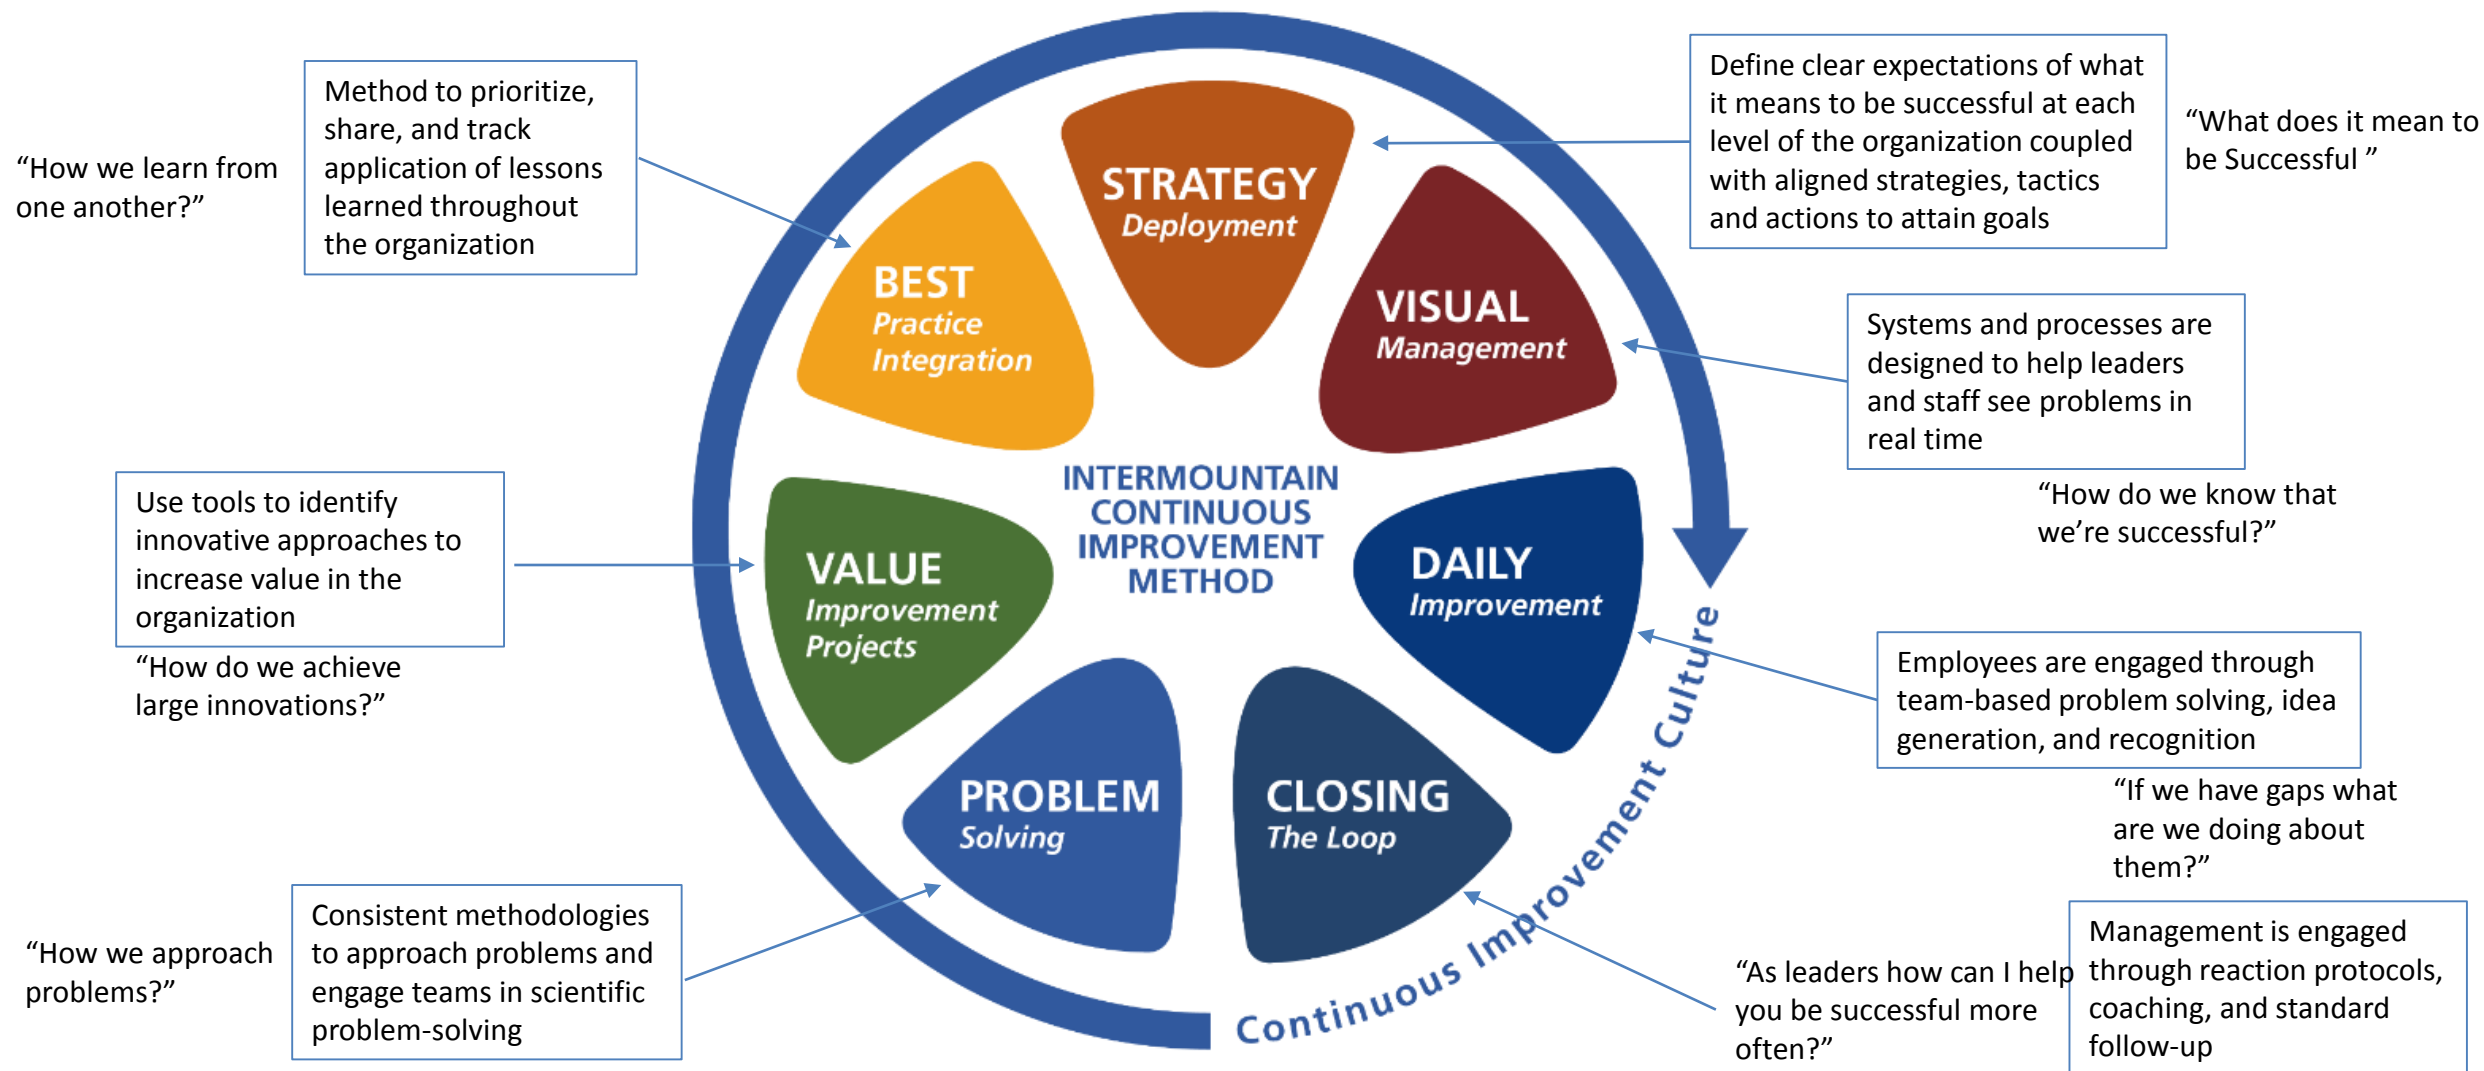 “How we learn from
one another?”
Method to prioritize,
share, and track
application of lessons
learned throughout
the organization
STRATEGY
Deployment
Define clear expectations of what
it means to be successful at each
level of the organization coupled
with aligned strategies, tactics
and actions to attain goals
“What does it mean to
be Successful ”
BEST
Practice
Integration
VISUAL
Management
Systems and processes are
designed to help leaders
and staff see problems in
real time
“How do we know that
we’re successful?”
INTERMOUNTAIN
CONTINUOUS
IMPROVEMENT
METHOD
Use tools to identify
innovative approaches to
increase value in the
organization
“How do we achieve
large innovations?”
VALUE
Improvement
Projects
DAILY
Improvement
Employees are engaged through
team-based problem solving, idea
generation, and recognition
“If we have gaps what
are we doing about
them?”
PROBLEM
Solving
CLOSING
The Loop
Continuous Improvement Culture
“How we approach
problems?”
Consistent methodologies
to approach problems and
engage teams in scientific
problem-solving
“As leaders how can I help
you be successful more
often?”
Management is engaged
through reaction protocols,
coaching, and standard
follow-up